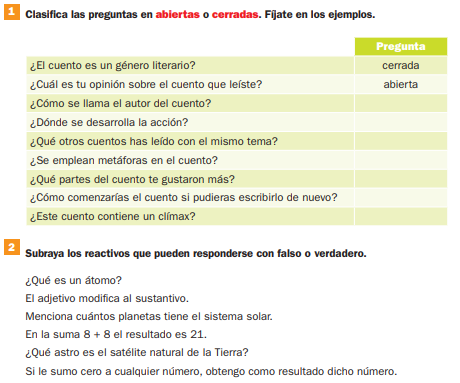 1 Clasifica las preguntas en abiertas o cerradas. Fíjate en los ejemplos.
Pregunta
¿El cuento es un género literario? cerrada
¿Cuál es tu opinión sobre el cuento que leíste? abierta
¿Cómo se llama el autor del cuento?
¿Dónde se desarrolla la acción?
¿Qué otros cuentos has leído con el mismo tema?
¿Se emplean metáforas en el cuento?
¿Qué partes del cuento te gustaron más?
¿Cómo comenzarías el cuento si pudieras escribirlo de nuevo?
¿Este cuento contiene un clímax?
2 Subraya los reactivos que pueden responderse con falso o verdadero.
¿Qué es un átomo?
El adjetivo modifica al sustantivo.
Menciona cuántos planetas tiene el sistema solar.
En la suma 8 + 8 el resultado es 21.
¿Qué astro es el satélite natural de la Tierra?
Si le sumo cero a cualquier número, obtengo como resultado dicho número.